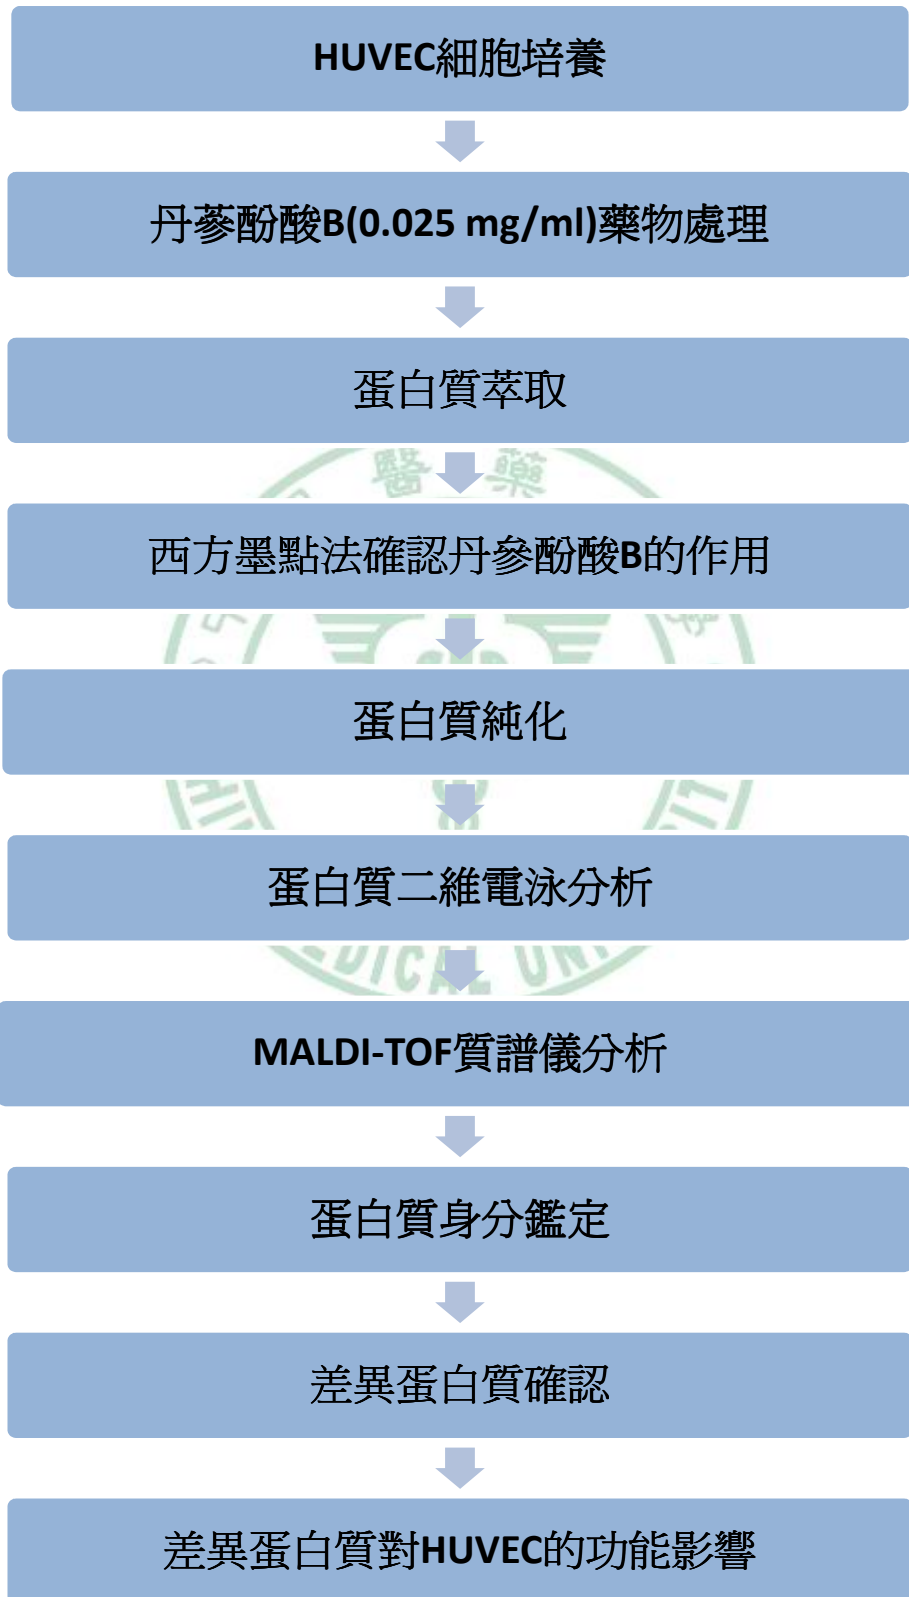 HUVEC細胞培養
丹蔘酚酸B(0.025 mg/ml)藥物處理
蛋白質萃取
醫 藥
西方墨點法確認丹參酚酸B的作用
蛋白質純化
蛋白質二維電泳分析
EDICAL UNI
MALDI-TOF質譜儀分析
蛋白質身分鑑定
差異蛋白質確認
差異蛋白質對HUVEC的功能影響